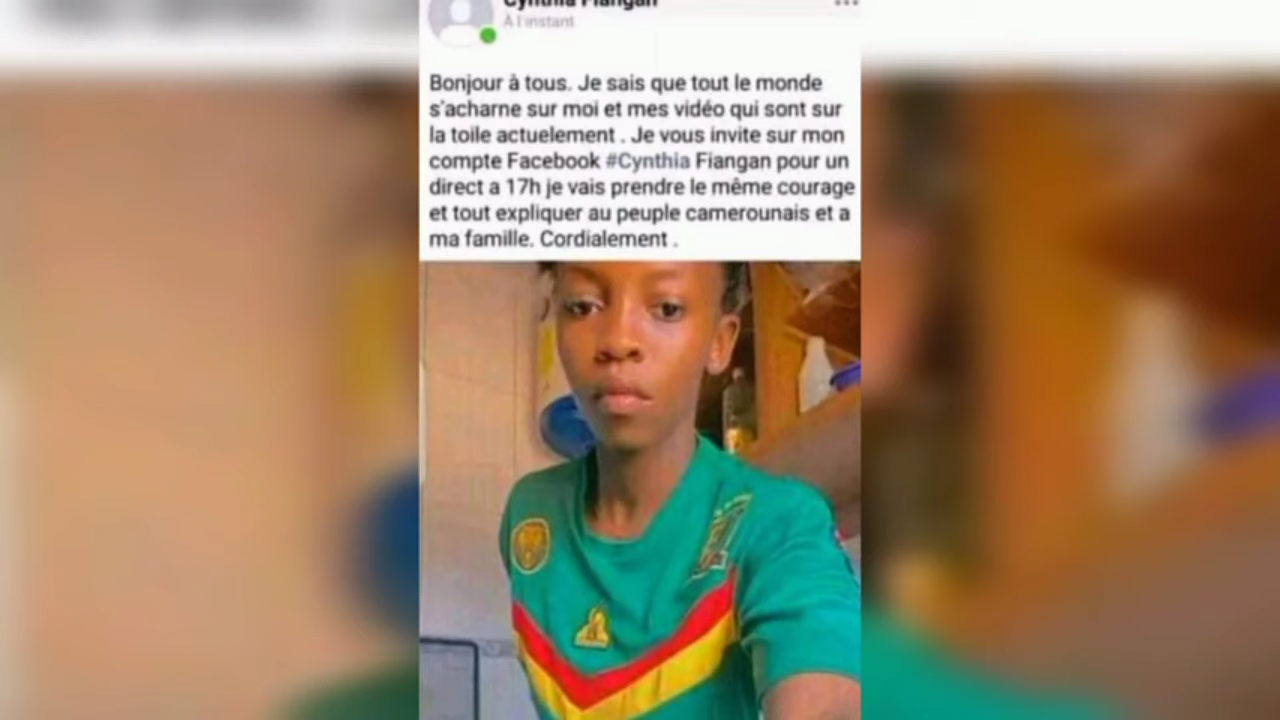 Cynthia Fiangan
À l'instant
Bonjour à tous. Je sais que tout le monde
s'acharne sur moi et mes vidéo qui sont sur
la toile actuelement . Je vous invite sur mon
compte Facebook #Cynthia Fiangan pour un
direct a 17h je vais prendre le même courage
et tout expliquer au peuple camerounais et a
ma famille. Cordialement .